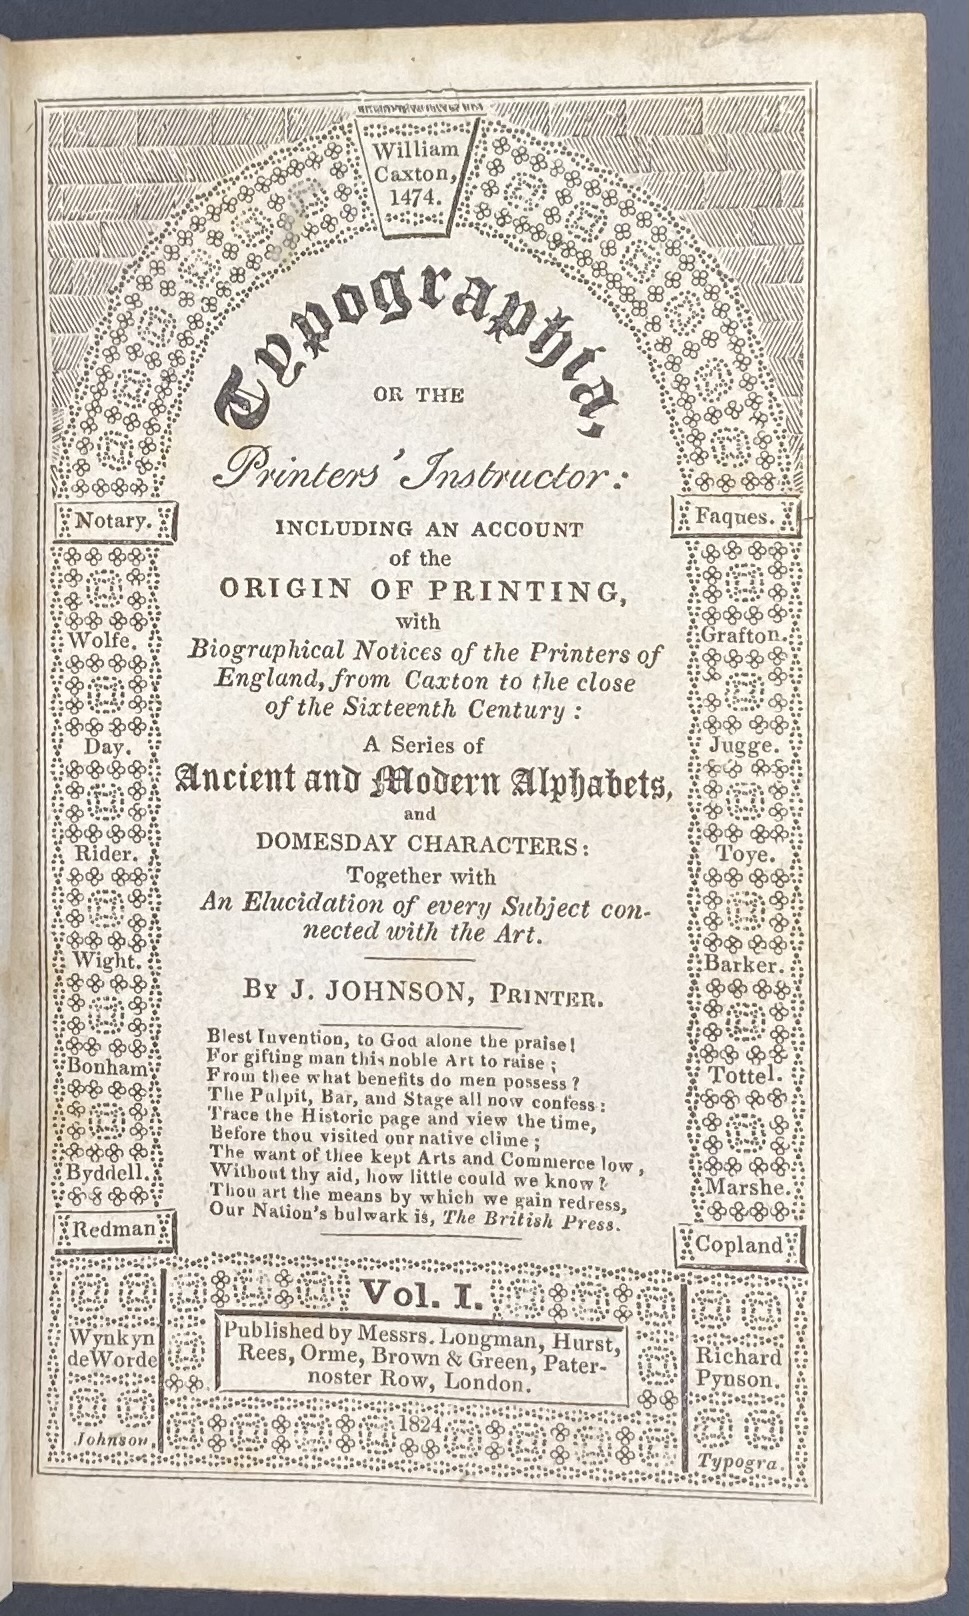 William
Caxton,
1474.
Typographia,
OR THE
Printers' Instructor:
INCLUDING AN ACCOUNT
of the
ORIGIN OF PRINTING,
with
Biographical Notices of the Printers of
England, from Caxton to the close
of the Sixteenth Century:
A Series of
Ancient and Modern Alphabets,
and
DOMESDAY CHARACTERS:
Together with
An Elucidation of every Subject con-
nected with the Art.
By J. JOHNSON, Printer.
Blest Invention, to God alone the praise!
For gifting man this noble Art to raise;
From thee what benefits do men possess?
The Pulpit, Bar, and Stage all now confess:
Trace the Historic page and view the time,
Before thou visited our native clime;
The want of thee kept Arts and Commerce low,
Without thy aid, how little could we know?
Thou art the means by which we gain redress,
Our Nation's bulwark is, The British Press.
Notary.
Wolfe.
Day.
Rider.
Wight.
Bonham
Byddell.
Redman
Faques.
Grafton.
Jugge.
Toye.
Barker.
Tottel.
Marshe.
Copland
Vol. I.
Published by Messrs. Longman, Hurst,
Rees, Orme, Brown & Green, Pater-
noster Row, London.
1824
Wynkyn
de Worde
Johnson.
Richard
Pynson.
Typogra.